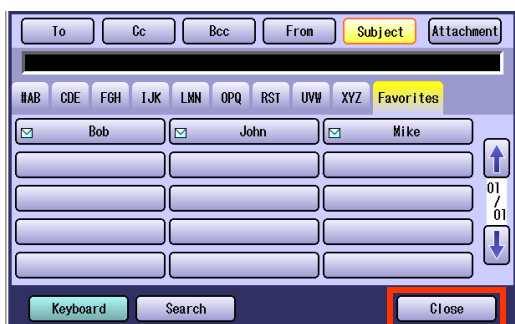 To Cc Bcc From Subject Attachment
#AB CDE FGH IJK LMN OPQ RST UVW XYZ Favorites
Bob John Mike
01
/
01
Keyboard Search Close